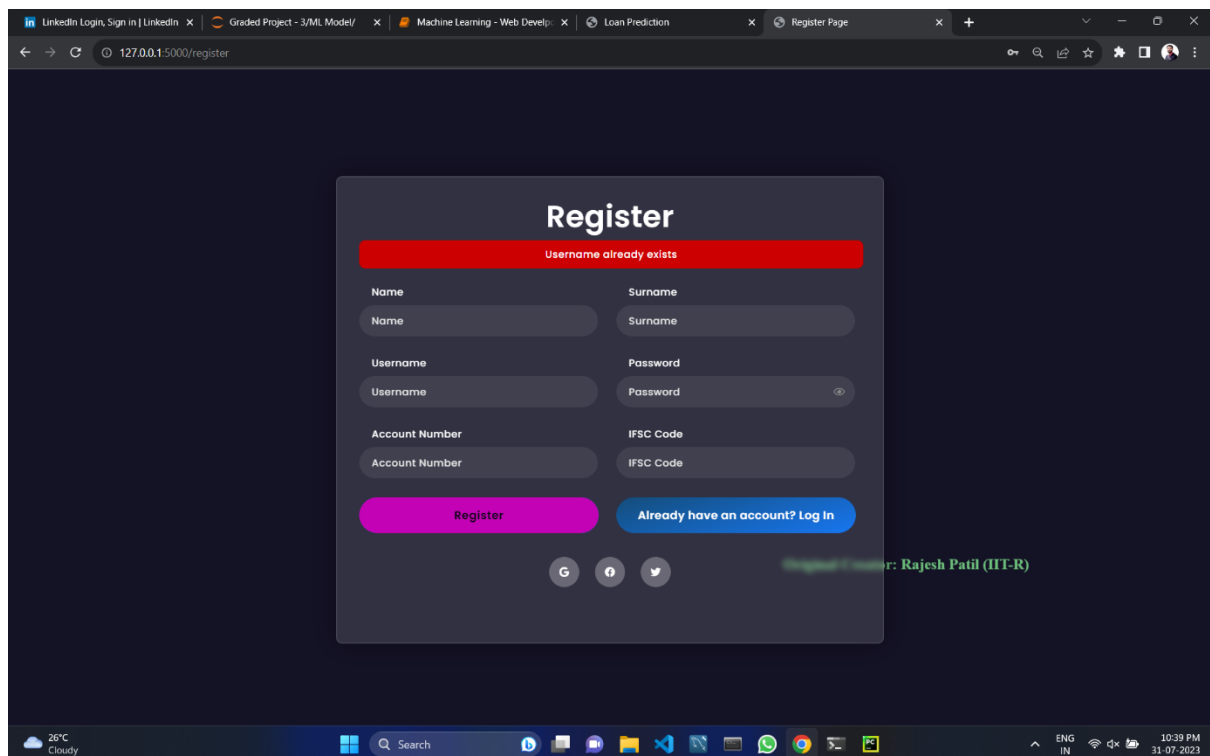 LinkedIn Login, Sign in | LinkedIn
Graded Project - 3/ML Model/
Machine Learning - Web Develpc
Loan Prediction
Register Page
127.0.0.1:5000/register
Register
Username already exists
Name
Surname
Name
Surname
Username
Password
Username
Password
Account Number
IFSC Code
Account Number
IFSC Code
Register
Already have an account? Log In
Original Creator: Rajesh Patil (IIT-R)
26°C
Cloudy
Search
ENG
IN
10:39 PM
31-07-2023